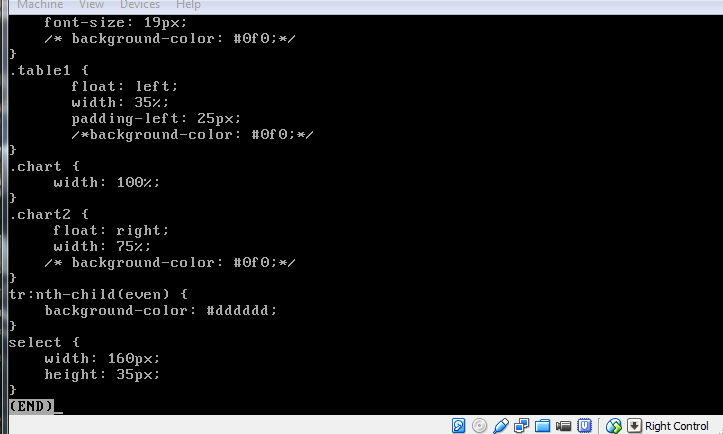 Machine View Devices Help
    font-size: 19px;
    /* background-color: #0f0;*/
}
.table1 {
       float: left;
       width: 35%;
       padding-left: 25px;
       /*background-color: #0f0;*/
}
.chart {
     width: 100%;
}
.chart2 {
     float: right;
     width: 75%;
    /* background-color: #0f0;*/
}
tr:nth-child(even) {
    background-color: #dddddd;
}
select {
    width: 160px;
    height: 35px;
}
(END)_
Right Control